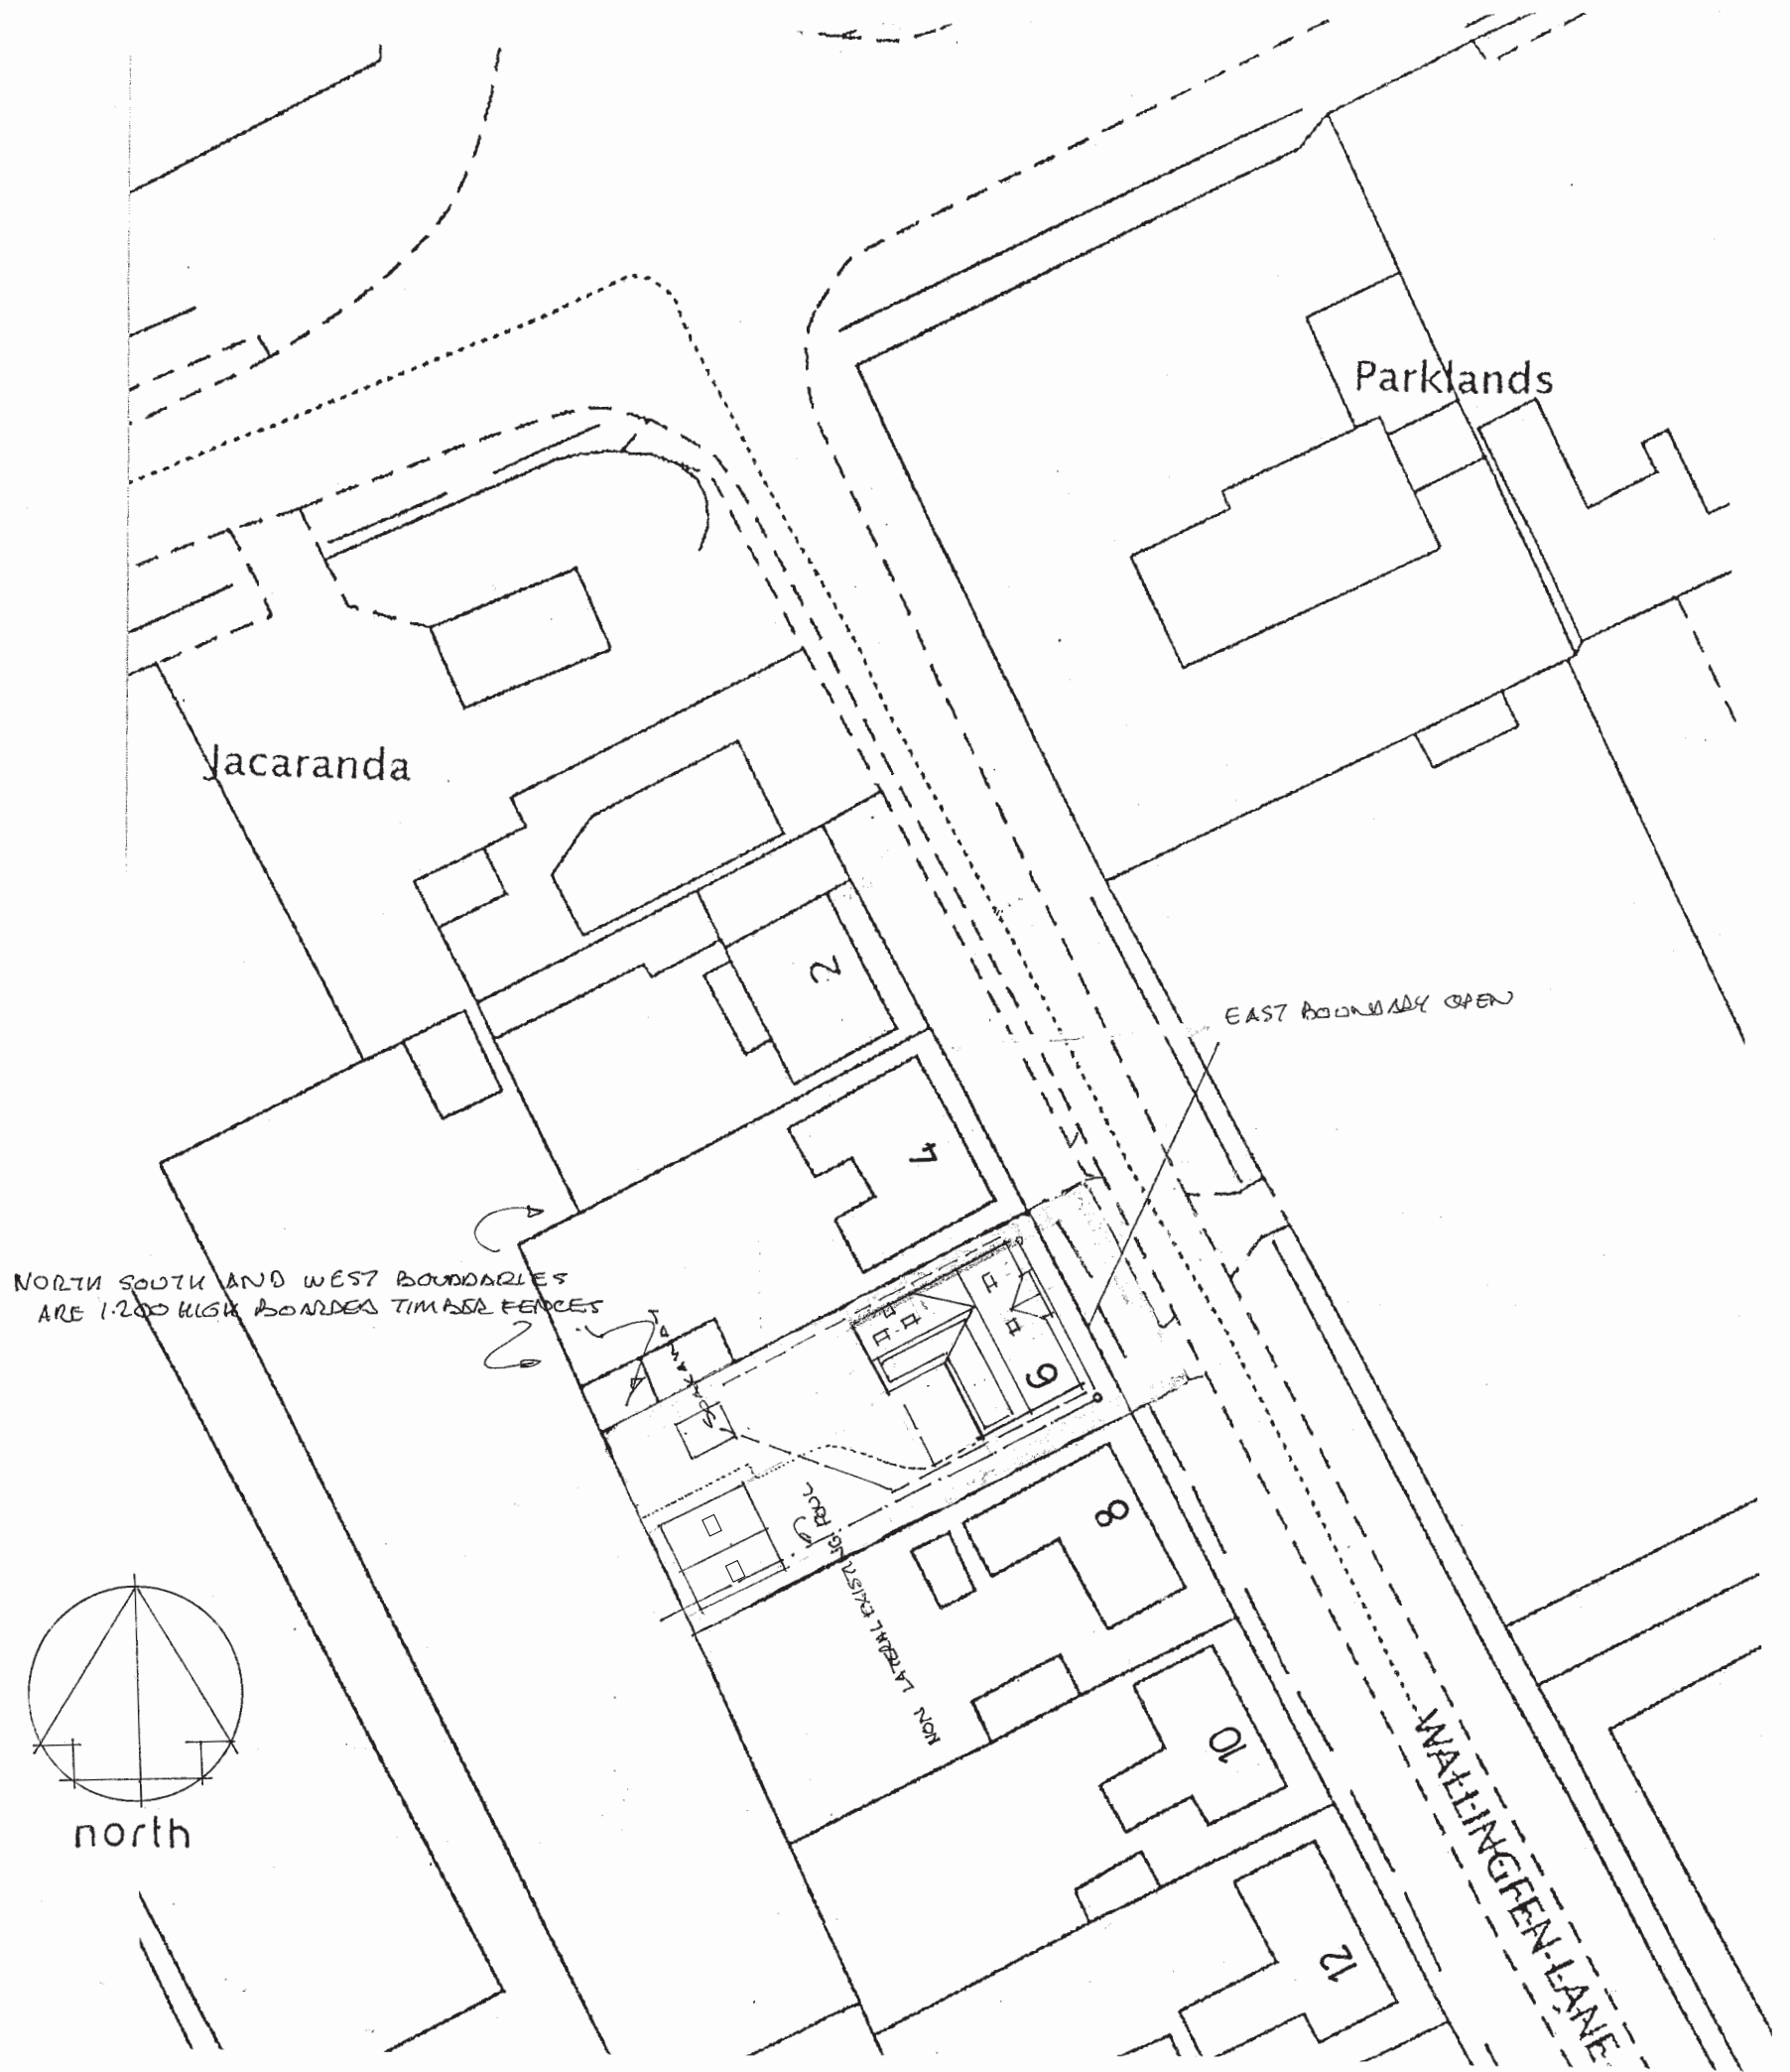 Parklands
Jacaranda
2
EAST BOUNDARY OPEN
4
NORTH SOUTH AND WEST BOUNDARIES
ARE 1.200 HIGH BOARDED TIMBER FENCES
SOAKAWAY
6
8
NON LATERAL EXISTING POOL
10
north
12
WALLINGFEN LANE